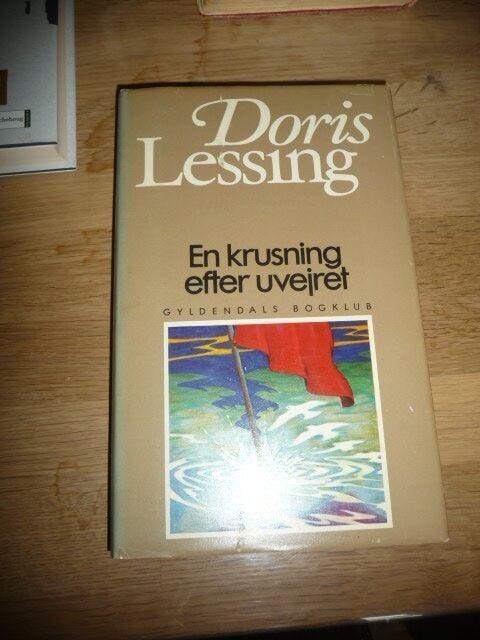 Doris
Lessing
En krusning
efter uvejret
GYLDENDALS BOGKLUB